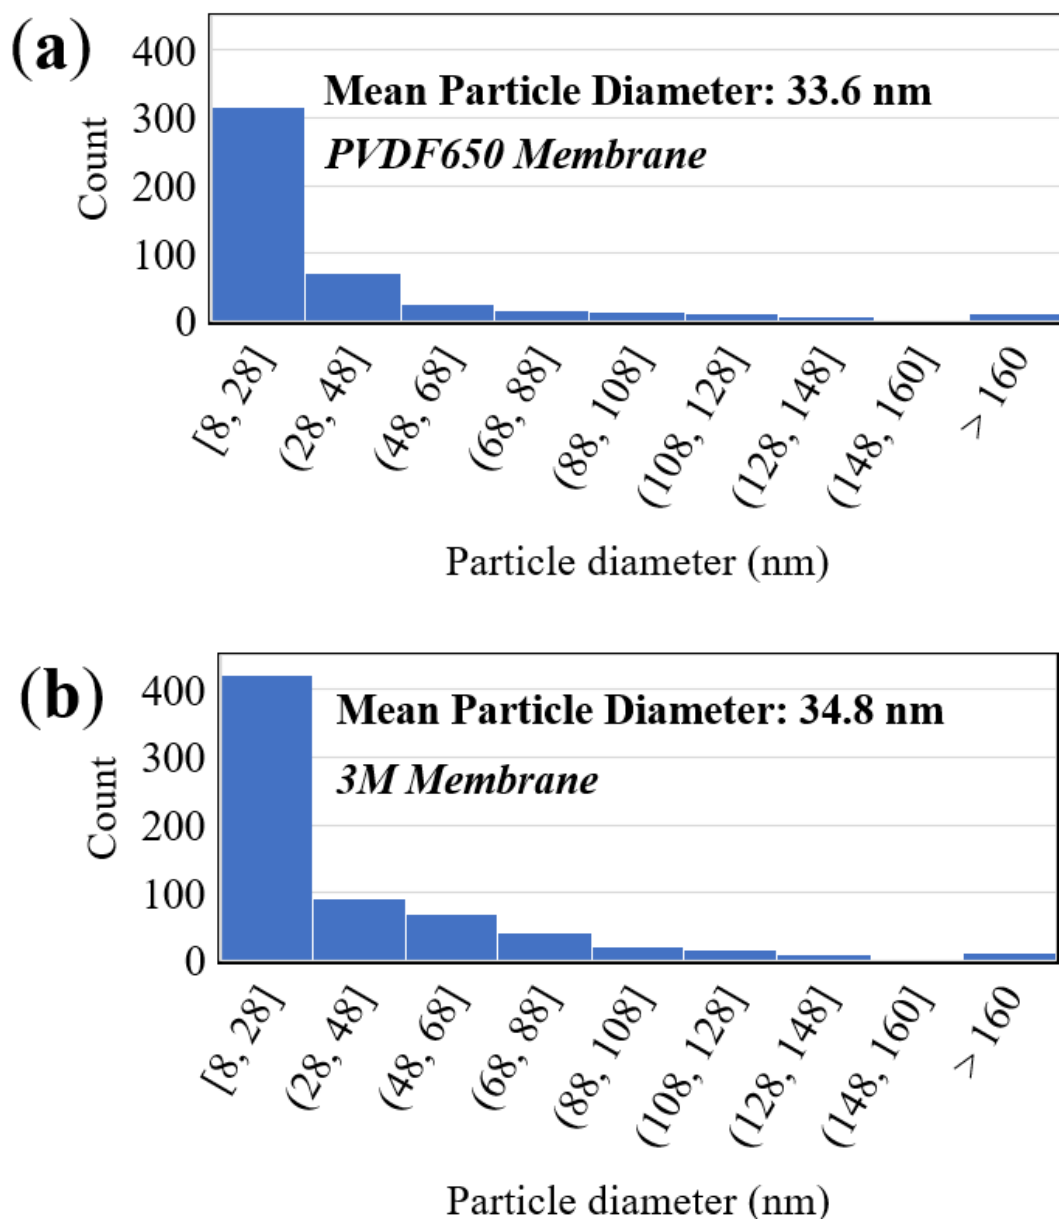 (a)
Mean Particle Diameter: 33.6 nm
PVDF650 Membrane
Count
400
300
200
100
0
[8, 28]
(28, 48]
(48, 68]
(68, 88]
(88, 108]
(108, 128]
(128, 148]
(148, 160]
> 160
Particle diameter (nm)
(b)
Mean Particle Diameter: 34.8 nm
3M Membrane
Count
400
300
200
100
0
[8, 28]
(28, 48]
(48, 68]
(68, 88]
(88, 108]
(108, 128]
(128, 148]
(148, 160]
> 160
Particle diameter (nm)